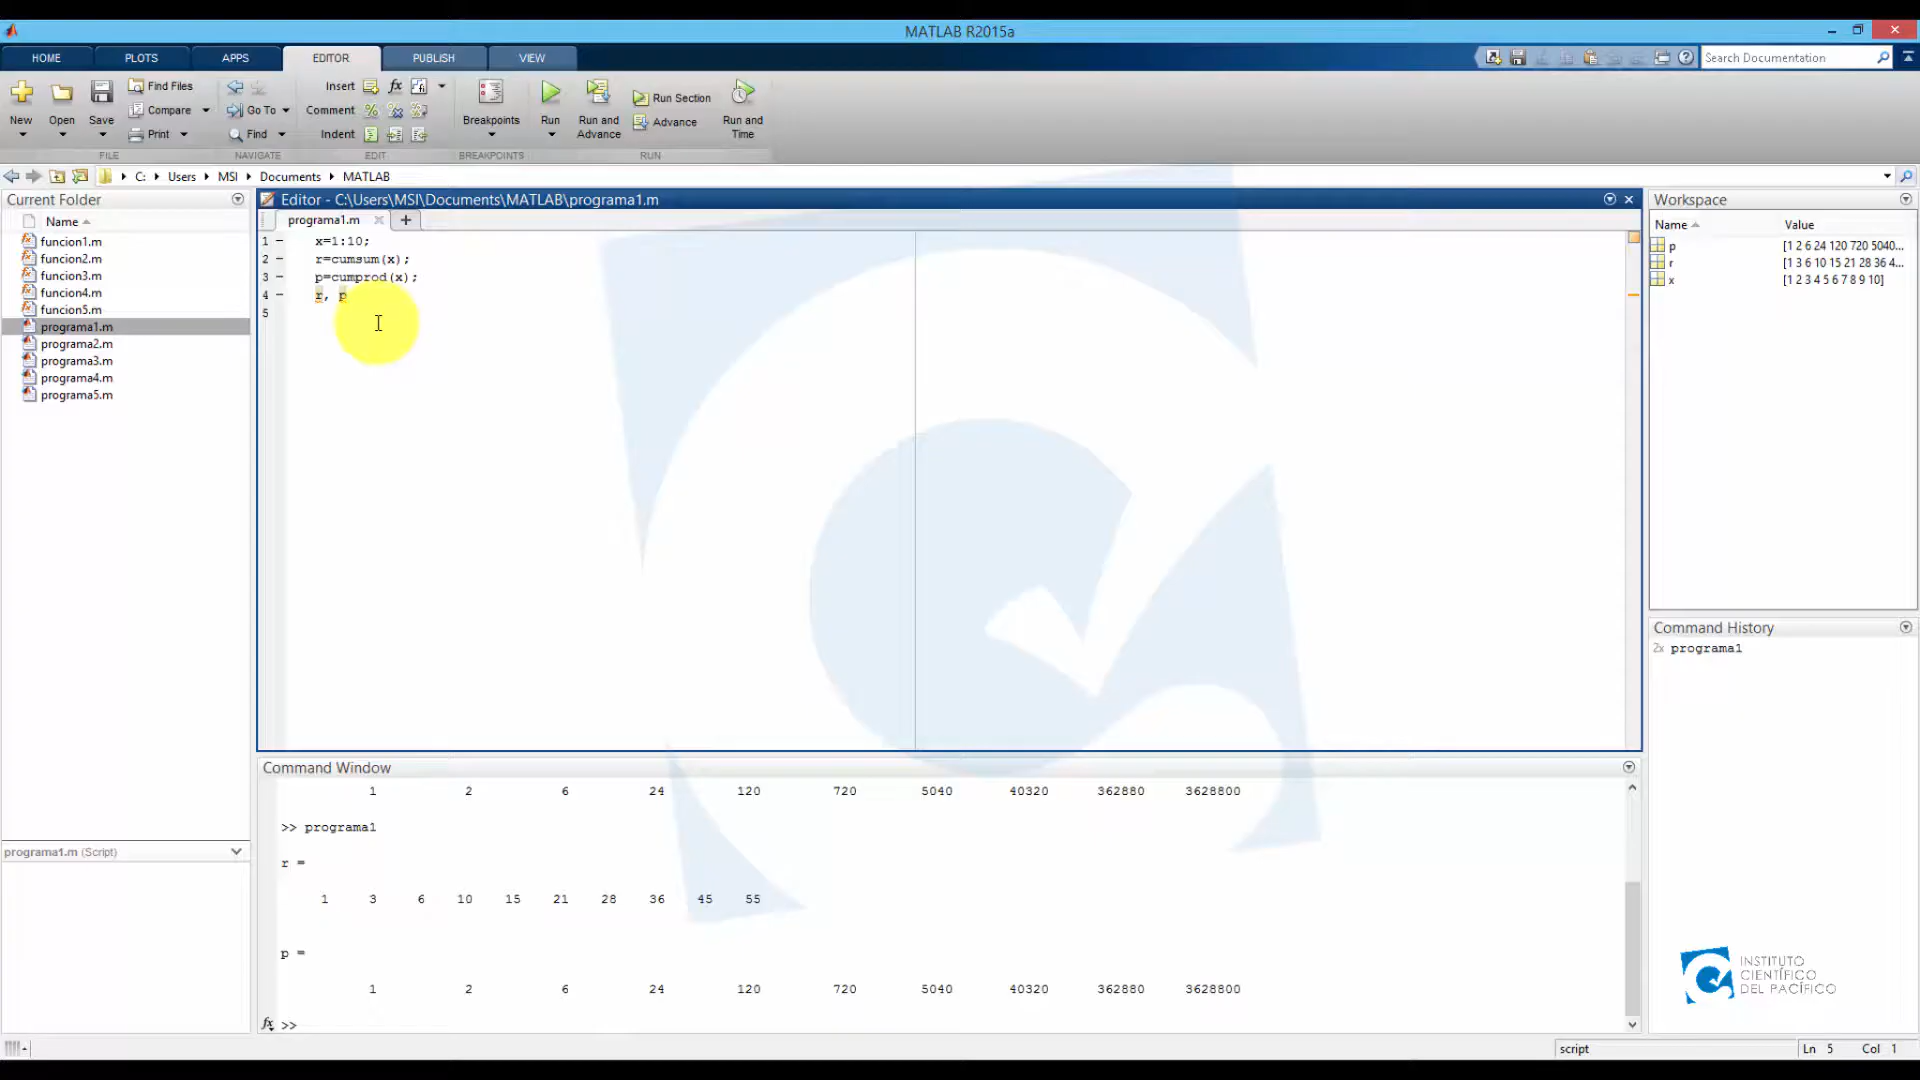 MATLAB R2015a
HOME PLOTS APPS EDITOR PUBLISH VIEW
Search Documentation
New Open Save Find Files Compare Print
Go To Find
Insert Comment Indent
Breakpoints
Run
Run and Advance
Run Section
Advance
Run and Time
FILE NAVIGATE EDIT BREAKPOINTS RUN
C: Users MSI Documents MATLAB
Current Folder
Name
funcion1.m
funcion2.m
funcion3.m
funcion4.m
funcion5.m
programa1.m
programa2.m
programa3.m
programa4.m
programa5.m
programa1.m (Script)
Editor - C:\Users\MSI\Documents\MATLAB\programa1.m
programa1.m
1 – x=1:10;
2 – r=cumsum(x);
3 – p=cumprod(x);
4 – r, p
5
Command Window
1 2 6 24 120 720 5040 40320 362880 3628800
>> programa1
r =
1 3 6 10 15 21 28 36 45 55
p =
1 2 6 24 120 720 5040 40320 362880 3628800
fx >>
Workspace
Name Value
p [1 2 6 24 120 720 5040...
r [1 3 6 10 15 21 28 36 4...
x [1 2 3 4 5 6 7 8 9 10]
Command History
2x programa1
INSTITUTO
CIENTÍFICO
DEL PACÍFICO
script Ln 5 Col 1